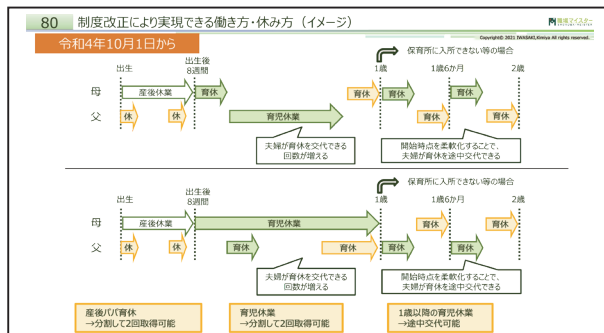 80 制度改正により実現できる働き方・休み方（イメージ）
Copyright© 2021 IWASAKI,Kimiya All rights reserved.
令和4年10月1日から
保育所に入所できない等の場合
出生
出生後
8週間
1歳
1歳6か月
2歳
母
産後休業
育休
育休
育休
育休
父
休
休
育児休業
育休
育休
夫婦が育休を交代できる
回数が増える
開始時点を柔軟化することで、
夫婦が育休を途中交代できる
保育所に入所できない等の場合
出生
出生後
8週間
1歳
1歳6か月
2歳
母
産後休業
育児休業
育休
育休
父
休
休
育休
育休
育休
育休
夫婦が育休を交代できる
回数が増える
開始時点を柔軟化することで、
夫婦が育休を途中交代できる
産後パパ育休
→分割して2回取得可能
育児休業
→分割して2回取得可能
1歳以降の育児休業
→途中交代可能